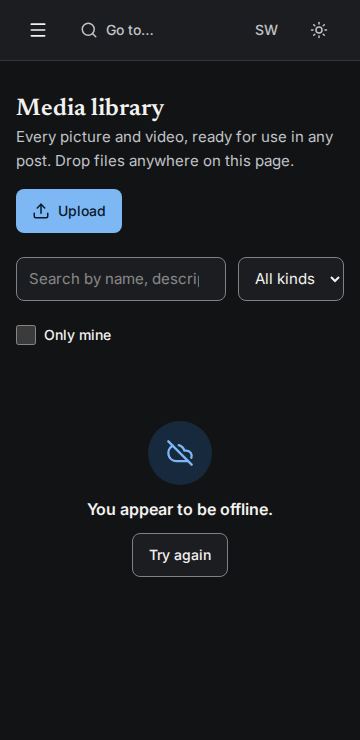 Go to...
SW
Media library
Every picture and video, ready for use in any
post. Drop files anywhere on this page.
Upload
Search by name, descri
All kinds
Only mine
You appear to be offline.
Try again